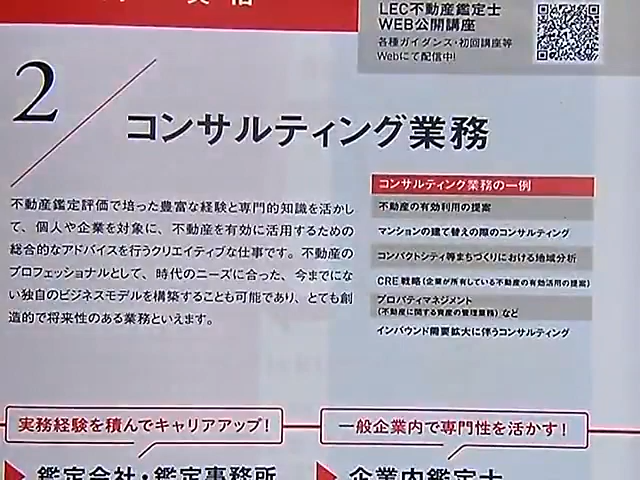 LEC不動産鑑定士
WEB公開講座
各種ガイダンス・初回講座等
Webにて配信中!
2
コンサルティング業務
不動産鑑定評価で培った豊富な経験と専門的知識を活かし
て、個人や企業を対象に、不動産を有効に活用するための
総合的なアドバイスを行うクリエイティブな仕事です。不動産の
プロフェッショナルとして、時代のニーズに合った、今までにな
い独自のビジネスモデルを構築することも可能であり、とても創
造的で将来性のある業務といえます。
コンサルティング業務の一例
不動産の有効利用の提案
マンションの建て替えの際のコンサルティング
コンパクトシティ等まちづくりにおける地域分析
CRE戦略(企業が所有している不動産の有効活用の提案)
プロパティマネジメント
(不動産に関する資産の管理業務)など
インバウンド需要拡大に伴うコンサルティング
実務経験を積んでキャリアアップ!
一般企業内で専門性を活かす!
鑑定会社・鑑定事務所
企業内鑑定士